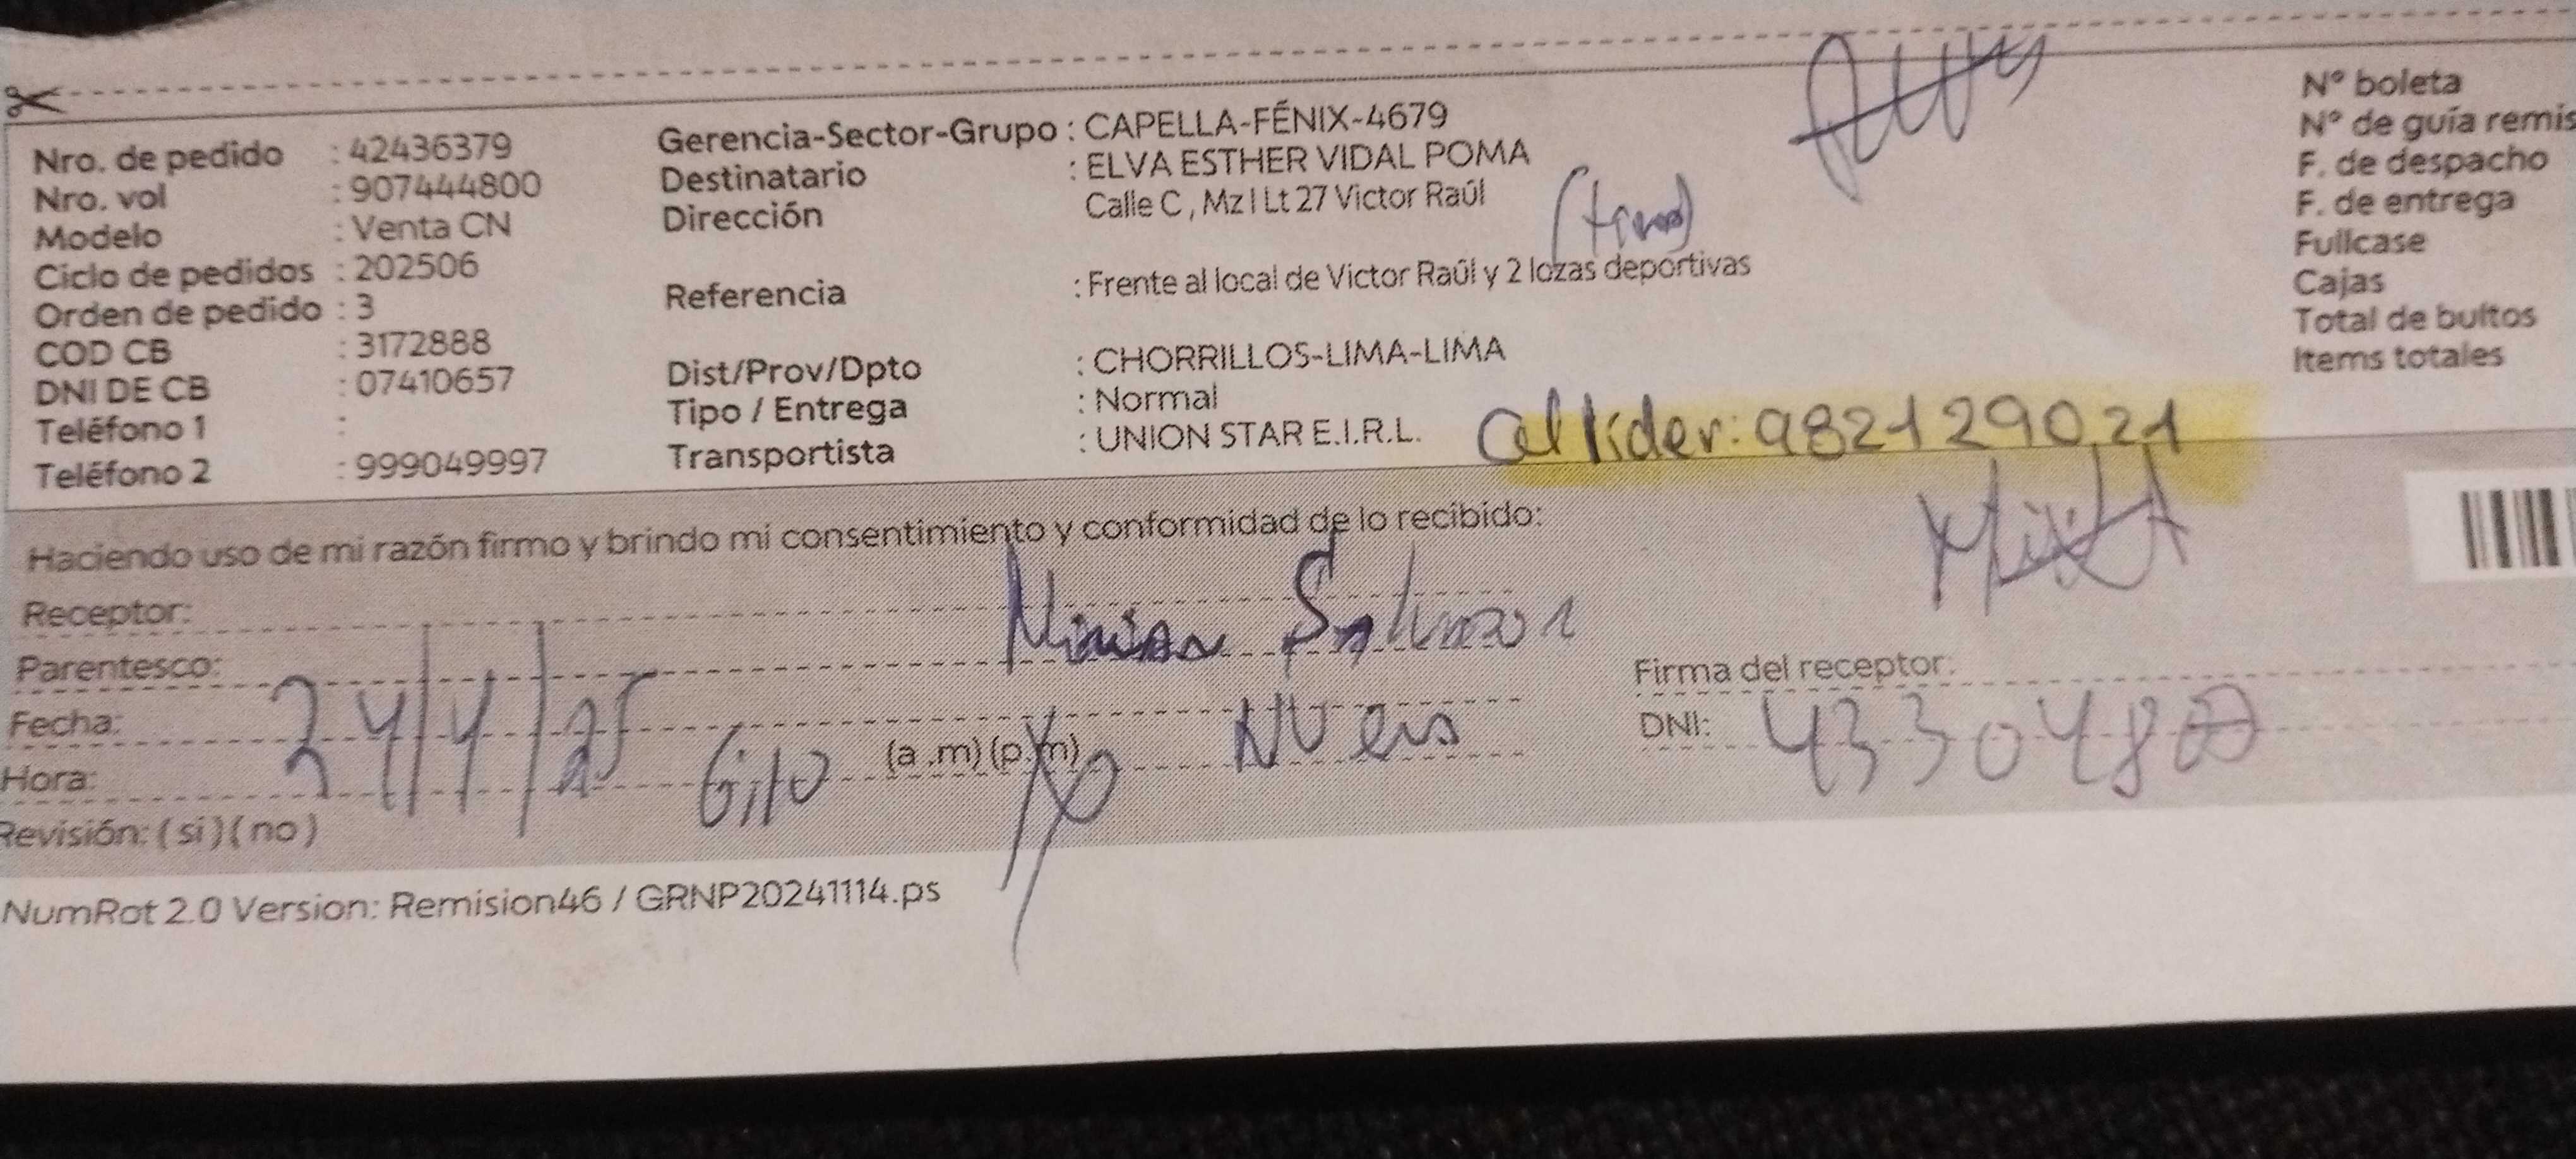 Nro. de pedido : 42436379
Nro. vol : 907444800
Modelo : Venta CN
Ciclo de pedidos : 202506
Orden de pedido : 3
COD CB : 3172888
DNI DE CB : 07410657
Teléfono 1 :
Teléfono 2 : 999049997
Gerencia-Sector-Grupo : CAPELLA-FÉNIX-4679
Destinatario : ELVA ESTHER VIDAL POMA
Dirección Calle C , Mz I Lt 27 Victor Raúl
Referencia : Frente al local de Victor Raúl y 2 lozas deportivas
Dist/Prov/Dpto : CHORRILLOS-LIMA-LIMA
Tipo / Entrega : Normal
Transportista : UNION STAR E.I.R.L.
Cel lider: 982129021
Nº boleta
Nº de guía remis
F. de despacho
F. de entrega
Fullcase
Cajas
Total de bultos
Items totales
Haciendo uso de mi razón firmo y brindo mi consentimiento y conformidad de lo recibido:
Receptor:
Parentesco:
Fecha: 24/4/25
Hora: (a .m) (p.m)
Revisión: ( si ) ( no )
Firma del receptor:
DNI:
NumRot 2.0 Version: Remision46 / GRNP20241114.ps